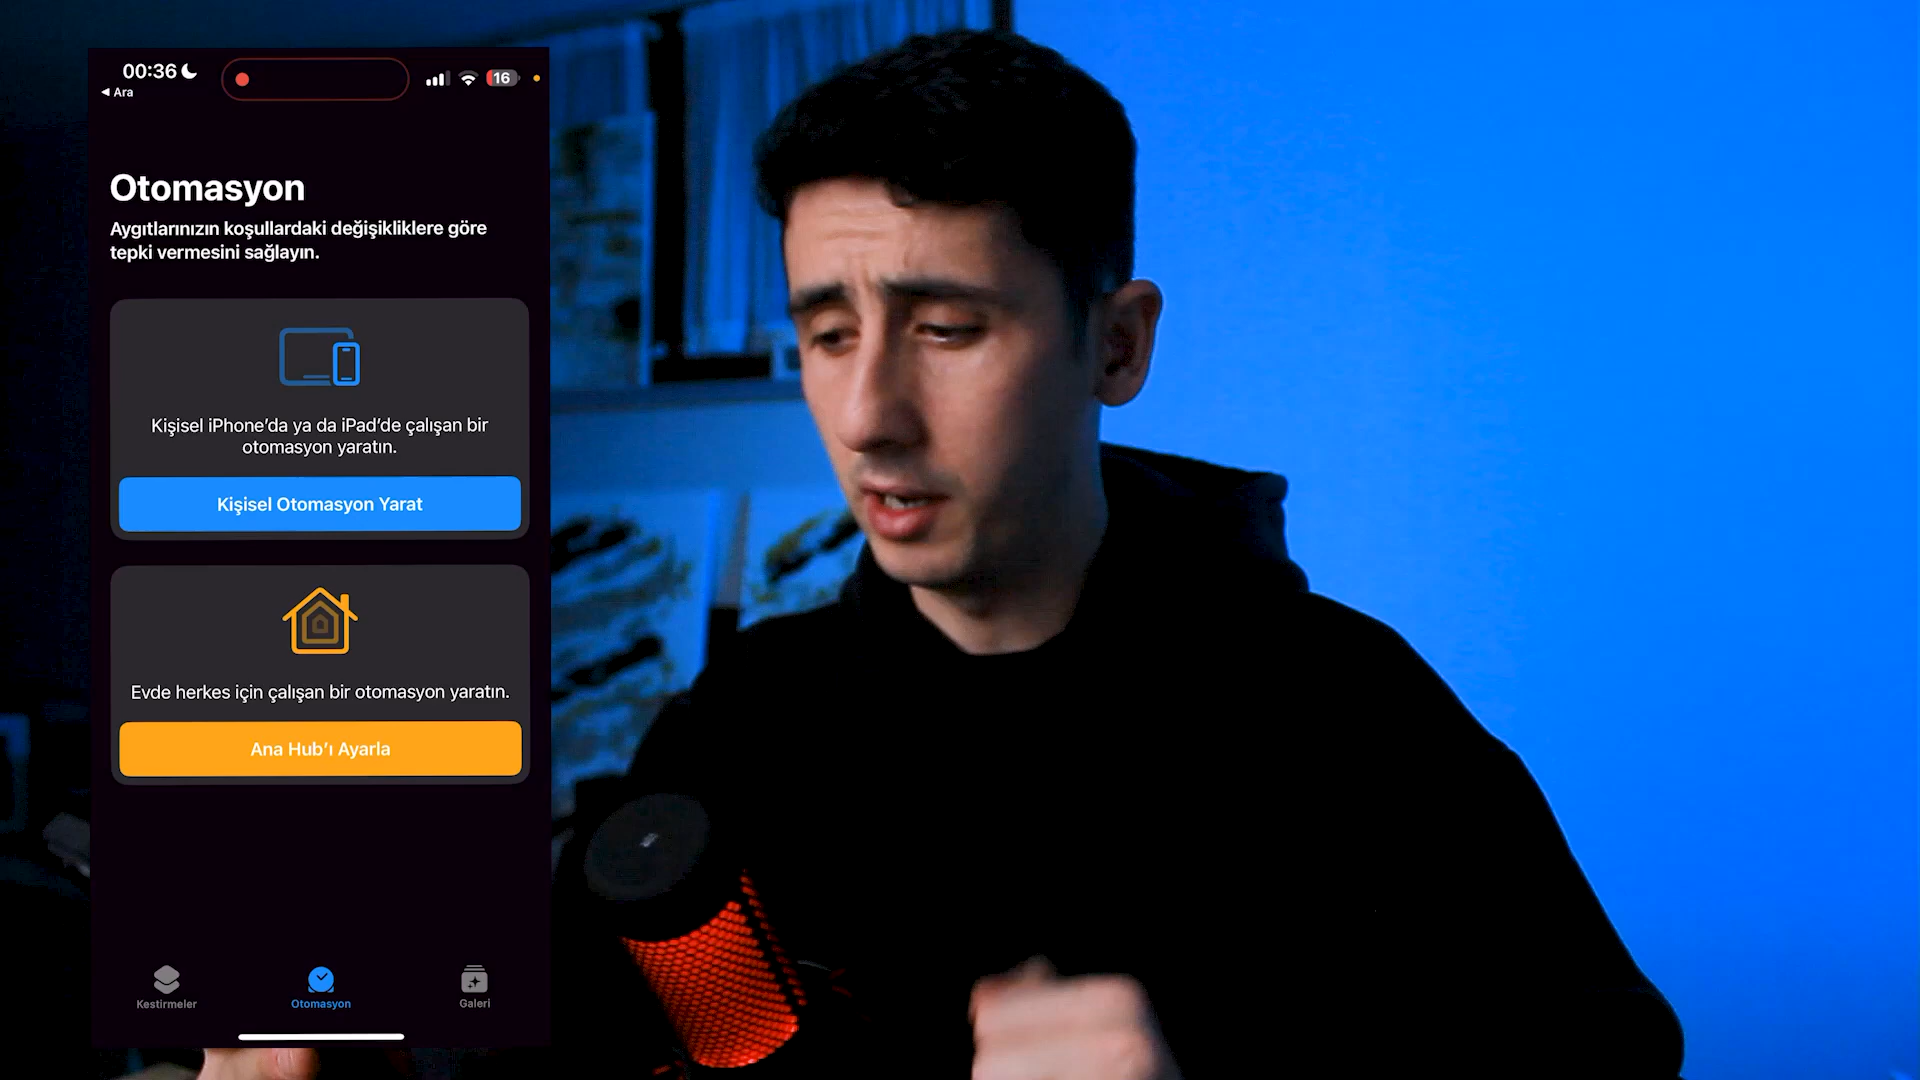 00:36
◀ Ara
16
Otomasyon
Aygıtlarınızın koşullardaki değişikliklere göre
tepki vermesini sağlayın.
Kişisel iPhone'da ya da iPad'de çalışan bir
otomasyon yaratın.
Kişisel Otomasyon Yarat
Evde herkes için çalışan bir otomasyon yaratın.
Ana Hub'ı Ayarla
Kestirmeler
Otomasyon
Galeri